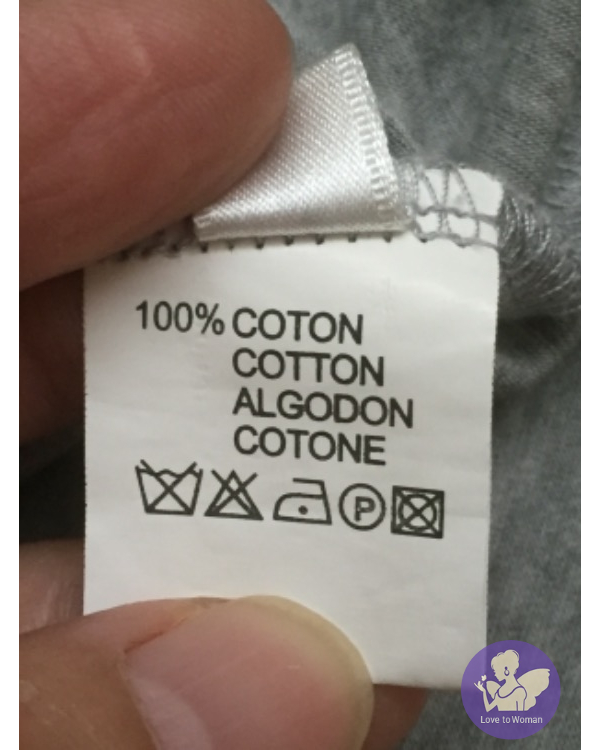 100% COTON
COTTON
ALGODON
COTONE
P
Love to Woman